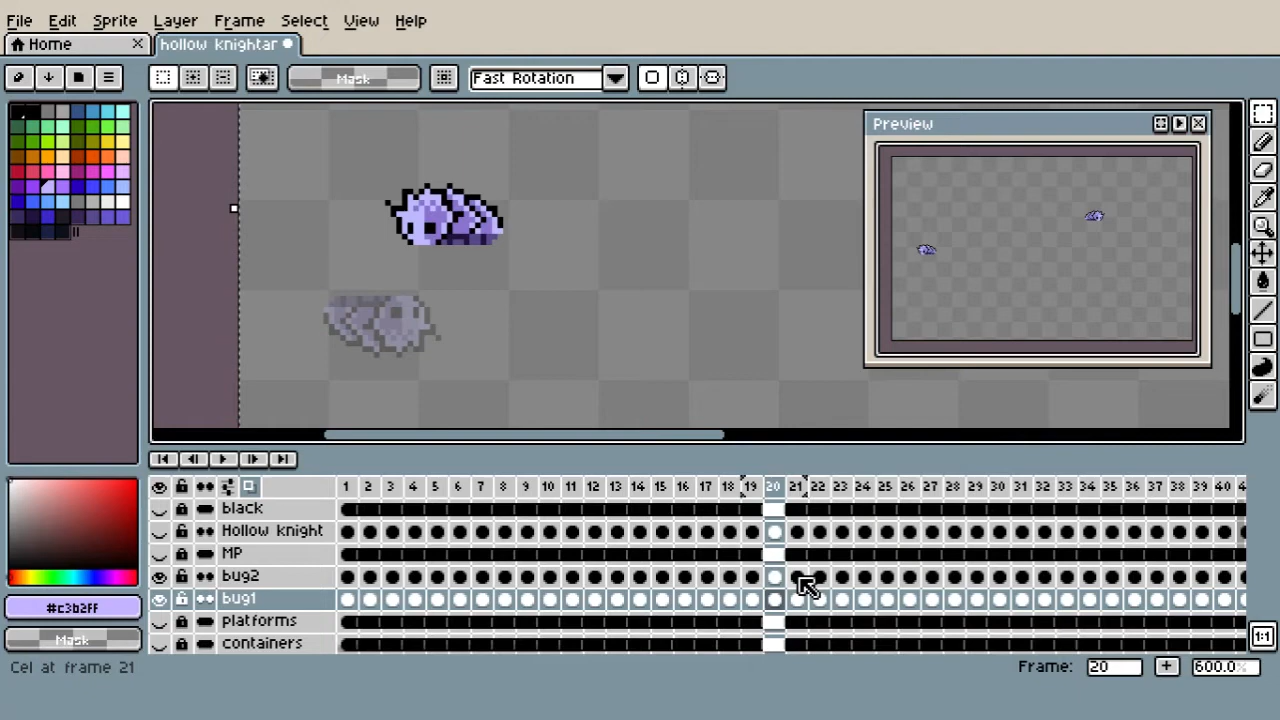 File Edit Sprite Layer Frame Select View Help
Home hollow knightar
Mask Fast Rotation
Preview
1 2 3 4 5 6 7 8 9 10 11 12 13 14 15 16 17 18 19 20 21 22 23 24 25 26 27 28 29 30 31 32 33 34 35 36 37 38 39 40 4
black
Hollow knight
MP
bug2
bug1
platforms
containers
#c3b2ff
Mask
1:1
Cel at frame 21 Frame: 20 + 600.0%